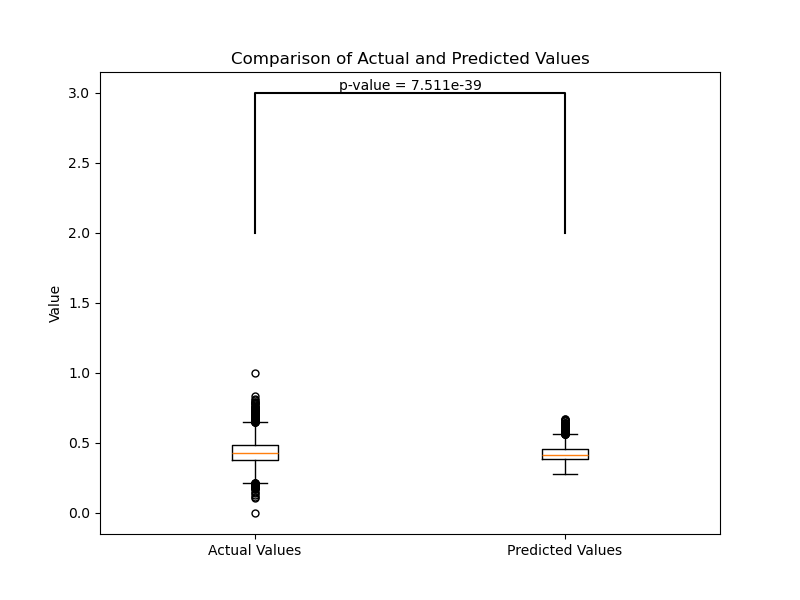 Comparison of Actual and Predicted Values
p-value = 7.511e-39
3.0
2.5
2.0
1.5
1.0
0.5
0.0
Value
Actual Values
Predicted Values